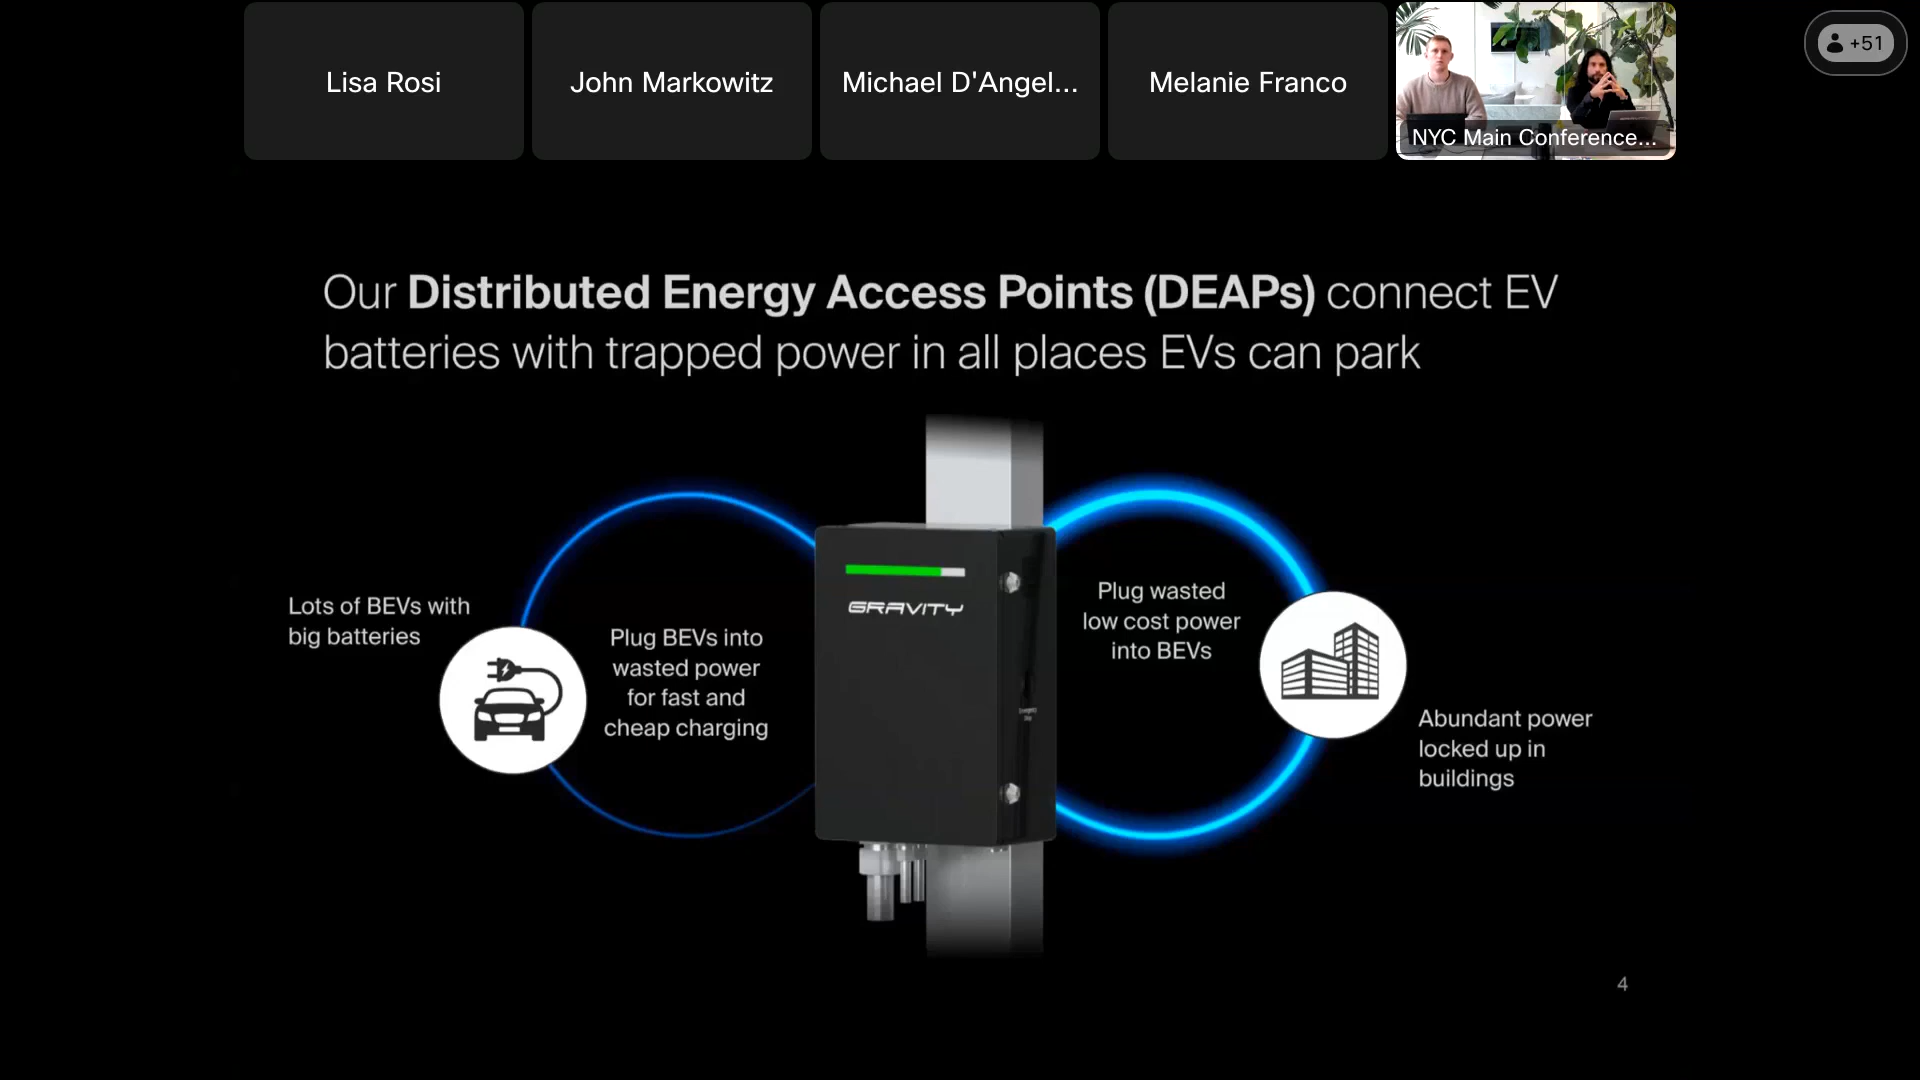 Lisa Rosi
John Markowitz
Michael D'Angel...
Melanie Franco
NYC Main Conference...
+51
Our Distributed Energy Access Points (DEAPs) connect EV
batteries with trapped power in all places EVs can park
Lots of BEVs with
big batteries
Plug BEVs into
wasted power
for fast and
cheap charging
GRAVITY
Plug wasted
low cost power
into BEVs
Abundant power
locked up in
buildings
4